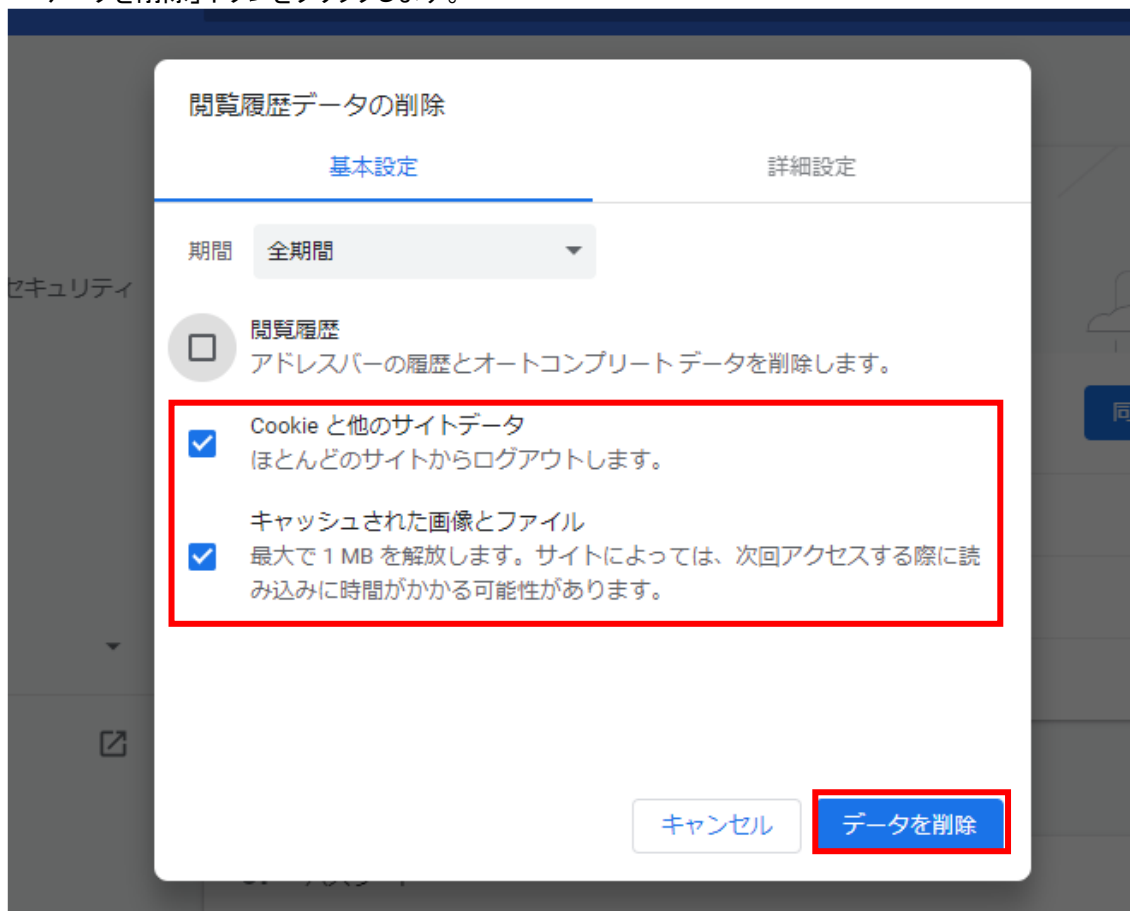 閲覧履歴データの削除
基本設定
詳細設定
期間
全期間
セキュリティ
閲覧履歴
アドレスバーの履歴とオートコンプリート データを削除します。
Cookie と他のサイトデータ
ほとんどのサイトからログアウトします。
同
キャッシュされた画像とファイル
最大で 1 MB を解放します。サイトによっては、次回アクセスする際に読
み込みに時間がかかる可能性があります。
キャンセル
データを削除